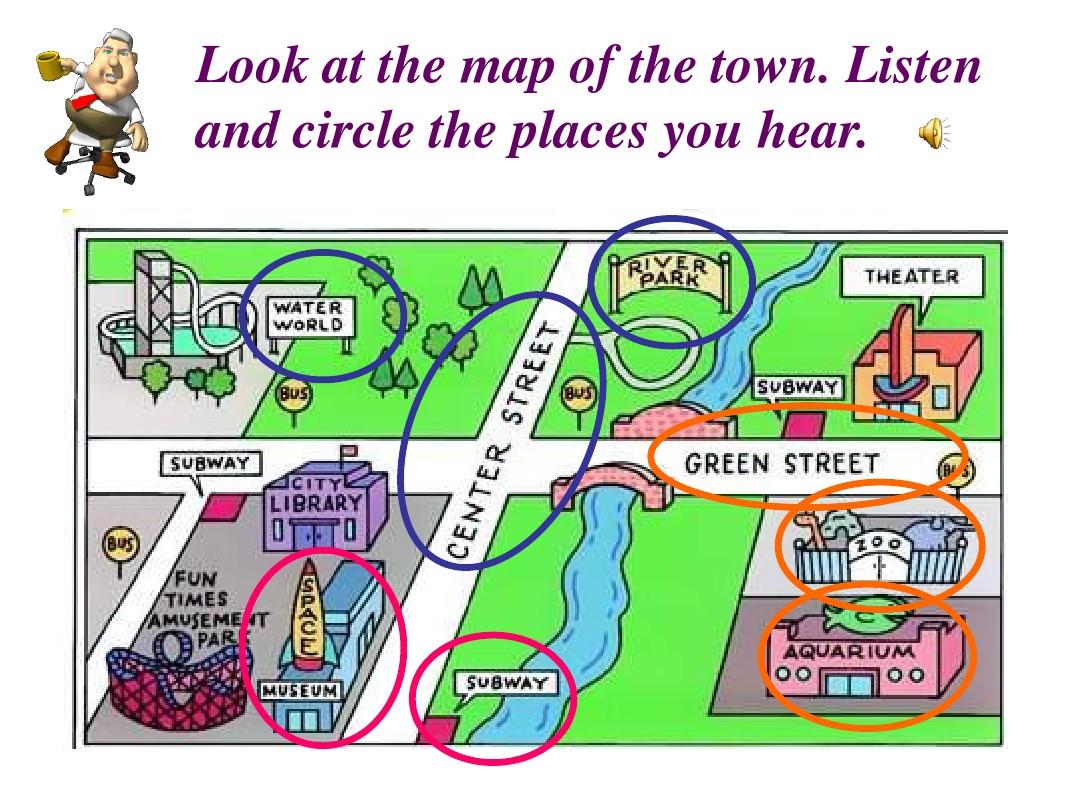 Look at the map of the town. Listen
and circle the places you hear.
RIVER
PARK
THEATER
WATER
WORLD
CENTER STREET
BUS
BUS
SUBWAY
SUBWAY
GREEN STREET
BUS
CITY
LIBRARY
BUS
ZOO
FUN
TIMES
AMUSEMENT
PARK
SPACE
MUSEUM
AQUARIUM
SUBWAY